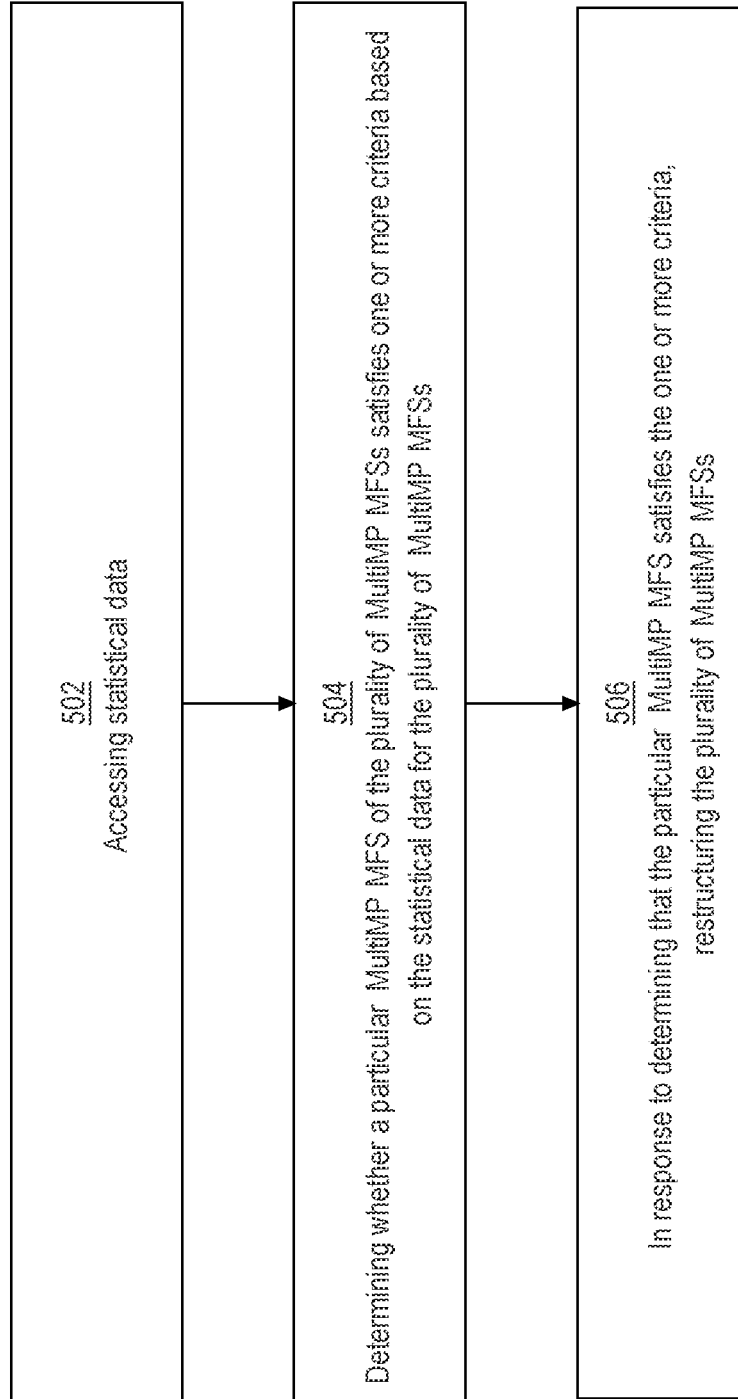 502
Accessing statistical data
504
Determining whether a particular MultiMP MFS of the plurality of MultiMP MFSs satisfies one or more criteria based
on the statistical data for the plurality of MultiMP MFSs
506
In response to determining that the particular MultiMP MFS satisfies the one or more criteria,
restructuring the plurality of MultiMP MFSs